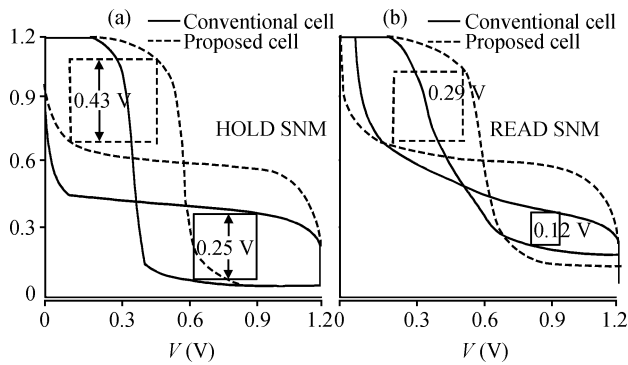 (a)
Conventional cell
Proposed cell
(b)
Conventional cell
Proposed cell
1.2
0.9
0.6
0.3
0
0.43 V
HOLD SNM
0.25 V
0.29 V
READ SNM
0.12 V
0 0.3 0.6 0.9 1.2
V (V)
0 0.3 0.6 0.9 1.2
V (V)